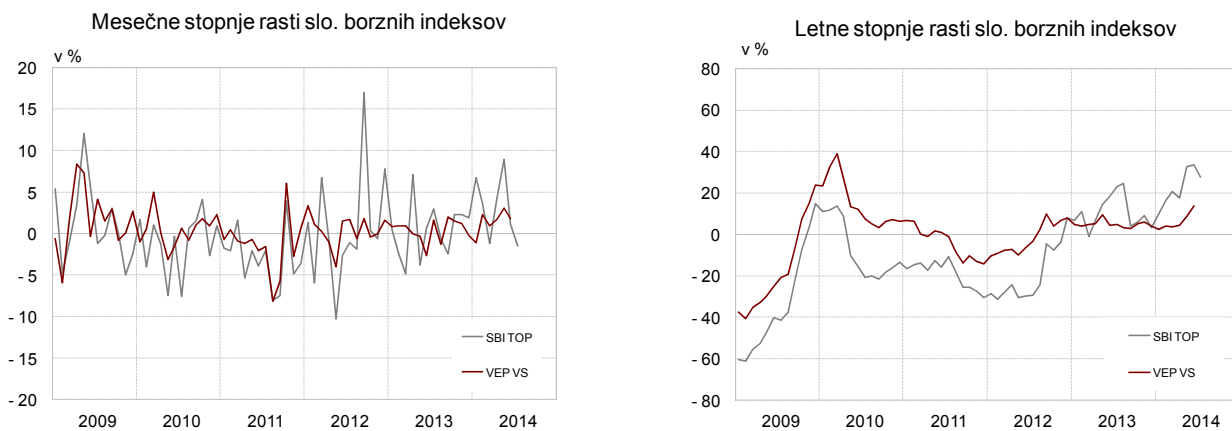 Mesečne stopnje rasti slo. borznih indeksov
v %
20
15
10
5
0
- 5
- 10
- 15
- 20
SBI TOP
VEP VS
2009 2010 2011 2012 2013 2014
Letne stopnje rasti slo. borznih indeksov
v %
80
60
40
20
0
- 20
- 40
- 60
- 80
SBI TOP
VEP VS
2009 2010 2011 2012 2013 2014